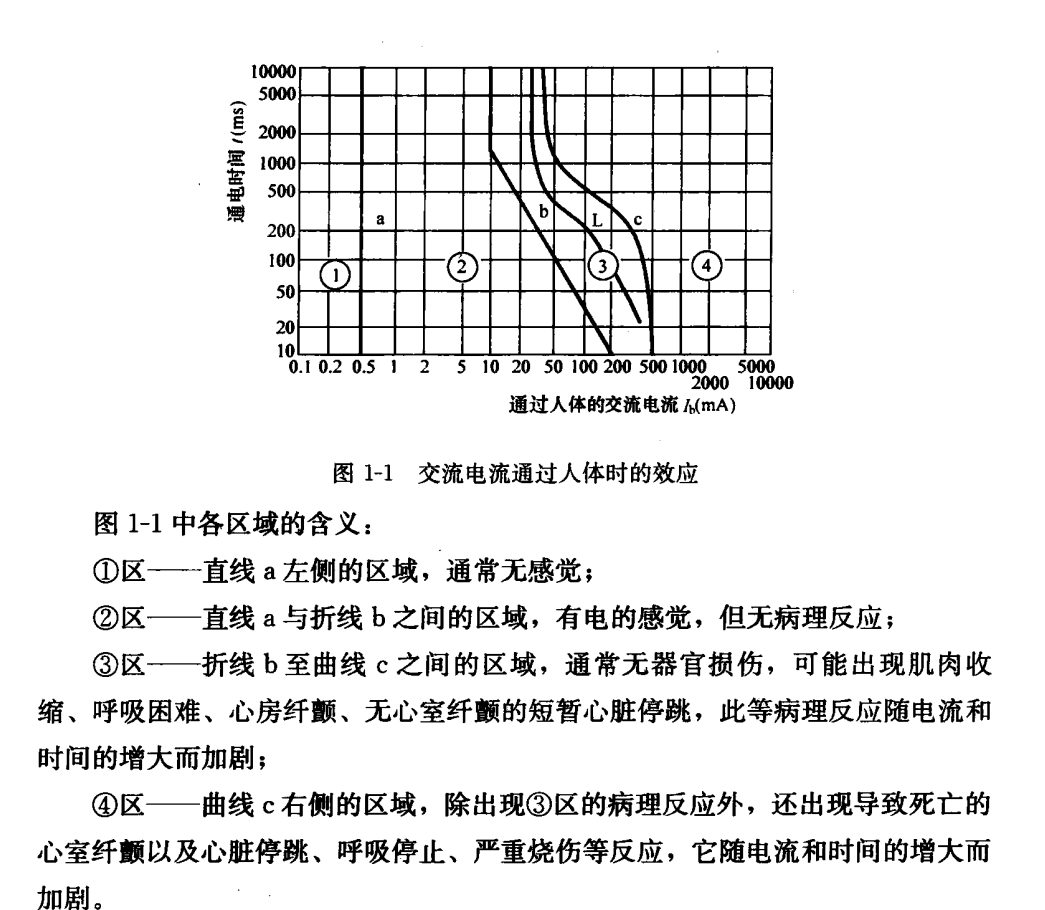 10000
5000
2000
1000
500
200
100
50
20
10
通电时间 t(ms)
a
b
L
c
①
②
③
④
0.1 0.2 0.5 1 2 5 10 20 50 100 200 500 1000 5000
2000 10000
通过人体的交流电流 Ib(mA)
图 1-1 交流电流通过人体时的效应
图 1-1 中各区域的含义：
①区——直线 a 左侧的区域，通常无感觉；
②区——直线 a 与折线 b 之间的区域，有电的感觉，但无病理反应；
③区——折线 b 至曲线 c 之间的区域，通常无器官损伤，可能出现肌肉收
缩、呼吸困难、心房纤颤、无心室纤颤的短暂心脏停跳，此等病理反应随电流和
时间的增大而加剧；
④区——曲线 c 右侧的区域，除出现③区的病理反应外，还出现导致死亡的
心室纤颤以及心脏停跳、呼吸停止、严重烧伤等反应，它随电流和时间的增大而
加剧。